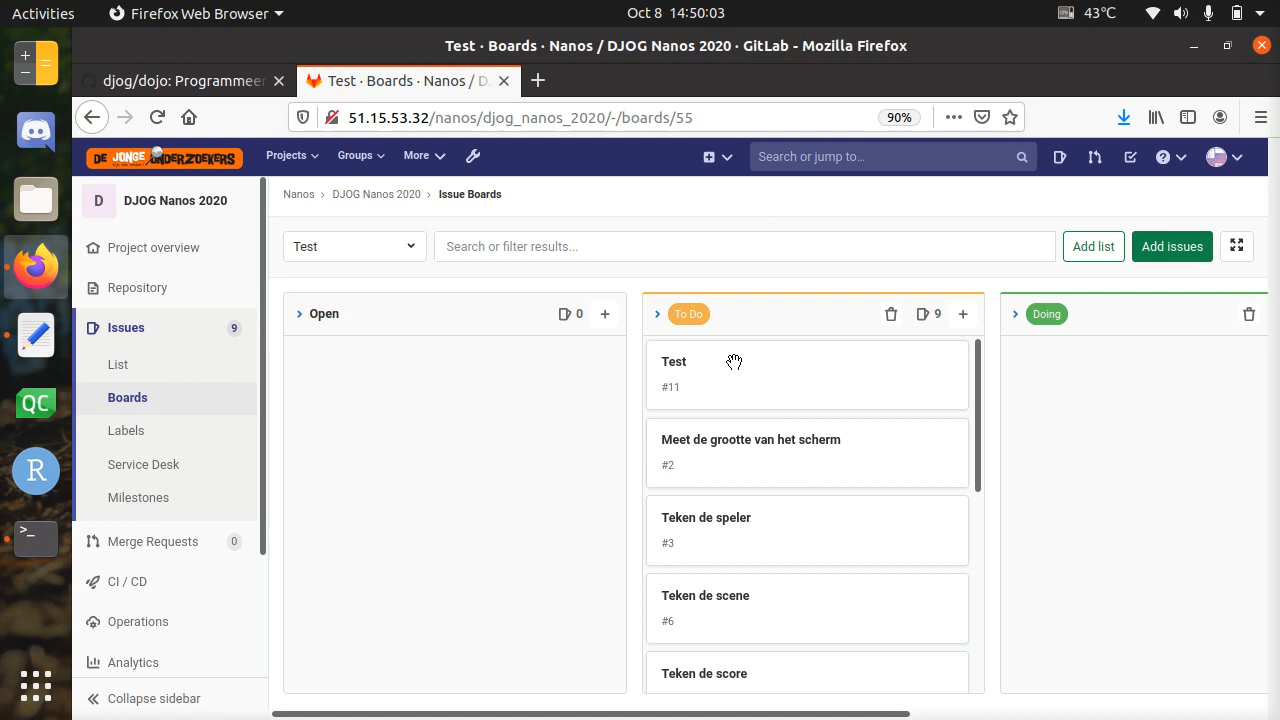 Activities
Firefox Web Browser
Oct 8 14:50:03
43°C
Test · Boards · Nanos / DJOG Nanos 2020 · GitLab - Mozilla Firefox
djog/dojo: Programmeer
Test · Boards · Nanos / D
51.15.53.32/nanos/djog_nanos_2020/-/boards/55
90%
DE JONGE ONDERZOEKERS
Projects
Groups
More
Search or jump to...
D
DJOG Nanos 2020
Project overview
Repository
Issues
9
List
Boards
Labels
Service Desk
Milestones
Merge Requests
0
CI / CD
Operations
Analytics
Collapse sidebar
Nanos › DJOG Nanos 2020 › Issue Boards
Test
Search or filter results...
Add list
Add issues
Open
0
To Do
9
Test
#11
Meet de grootte van het scherm
#2
Teken de speler
#3
Teken de scene
#6
Teken de score
Doing
QC
R
>_